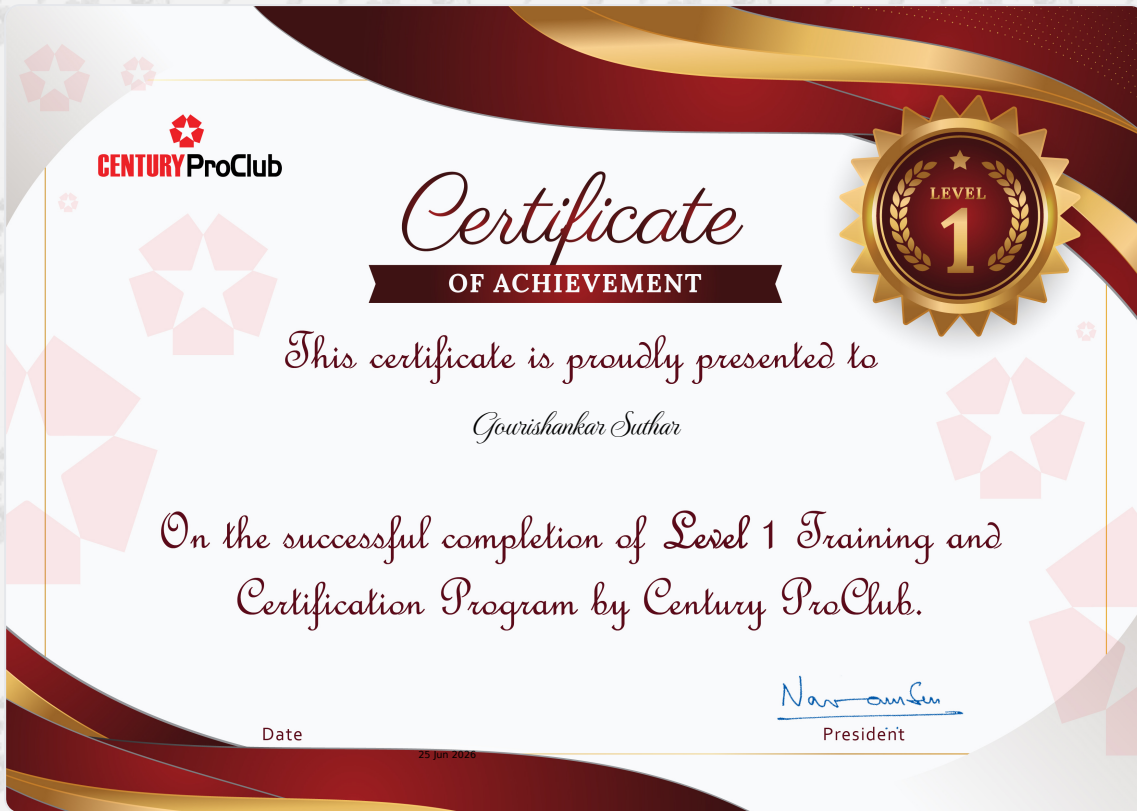 CENTURY ProClub
LEVEL
1
Certificate
OF ACHIEVEMENT
This certificate is proudly presented to
Gourishankar Suthar
On the successful completion of Level 1 Training and
Certification Program by Century ProClub.
Date
President
25 Jun 2026